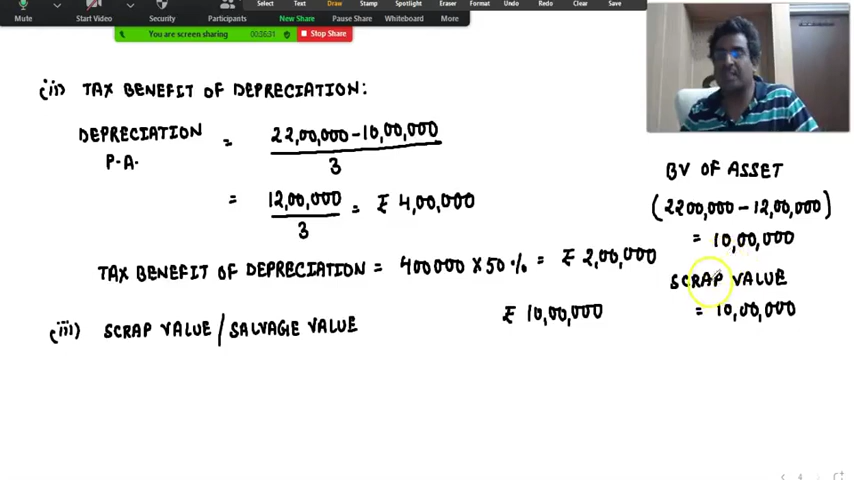 Select Text Draw Stamp Spotlight Eraser Format Undo Redo Clear Save
Mute Start Video Security Participants New Share Pause Share Whiteboard More
You are screen sharing 00:26:31 Stop Share
(ii) TAX BENEFIT OF DEPRECIATION:
DEPRECIATION P.A. = 22,00,000 - 10,00,000 / 3
= 12,00,000 / 3 = ₹ 4,00,000
TAX BENEFIT OF DEPRECIATION = 400000 X 50% = ₹ 2,00,000
(iii) SCRAP VALUE / SALVAGE VALUE ₹ 10,00,000
BV OF ASSET
(2200,000 - 12,00,000)
= 10,00,000
SCRAP VALUE
= 10,00,000
4